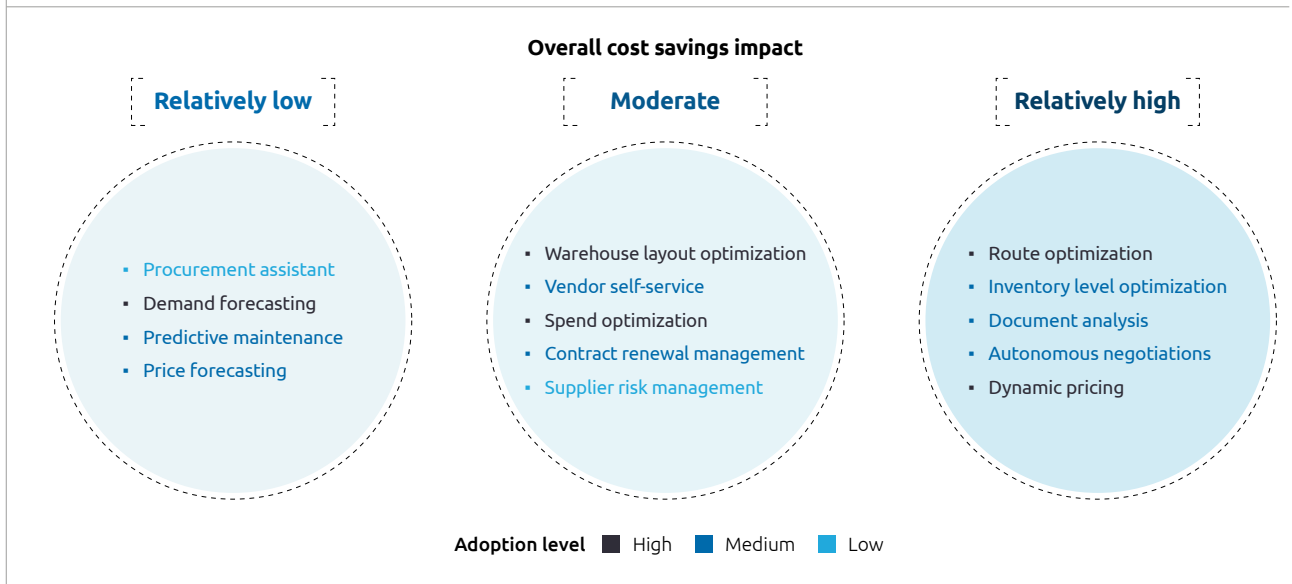 Overall cost savings impact
Relatively low
Moderate
Relatively high
▪ Procurement assistant
▪ Demand forecasting
▪ Predictive maintenance
▪ Price forecasting
▪ Warehouse layout optimization
▪ Vendor self-service
▪ Spend optimization
▪ Contract renewal management
▪ Supplier risk management
▪ Route optimization
▪ Inventory level optimization
▪ Document analysis
▪ Autonomous negotiations
▪ Dynamic pricing
Adoption level High Medium Low